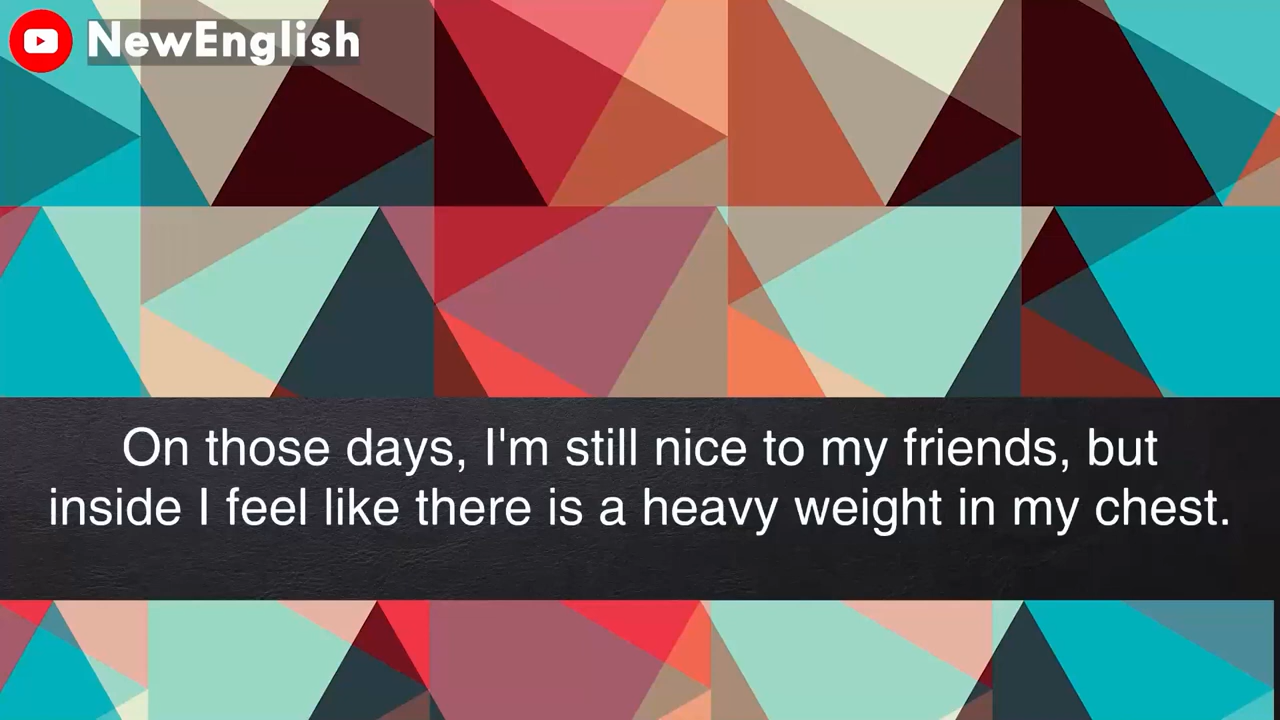 NewEnglish
On those days, I'm still nice to my friends, but
inside I feel like there is a heavy weight in my chest.